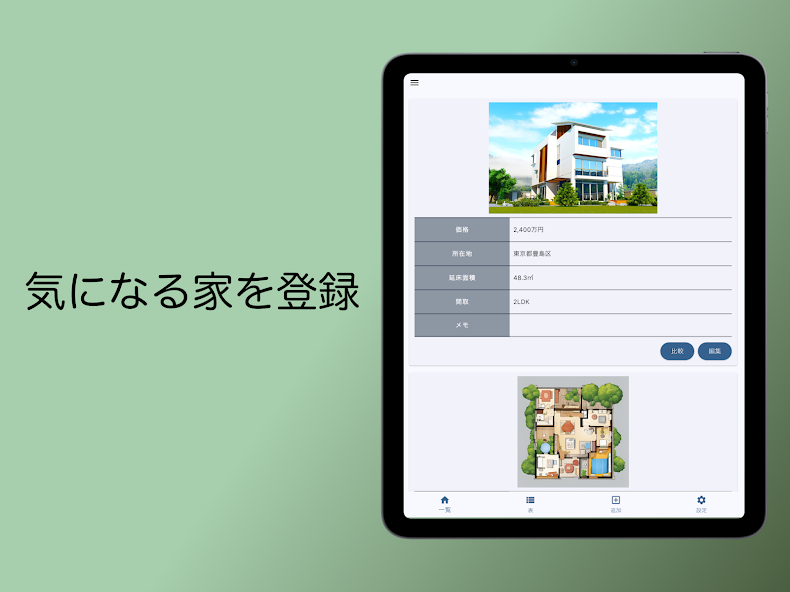 気になる家を登録
価格 2,400万円
所在地 東京都豊島区
延床面積 48.3㎡
間取 2LDK
メモ
比較 編集
一覧 表 追加 設定